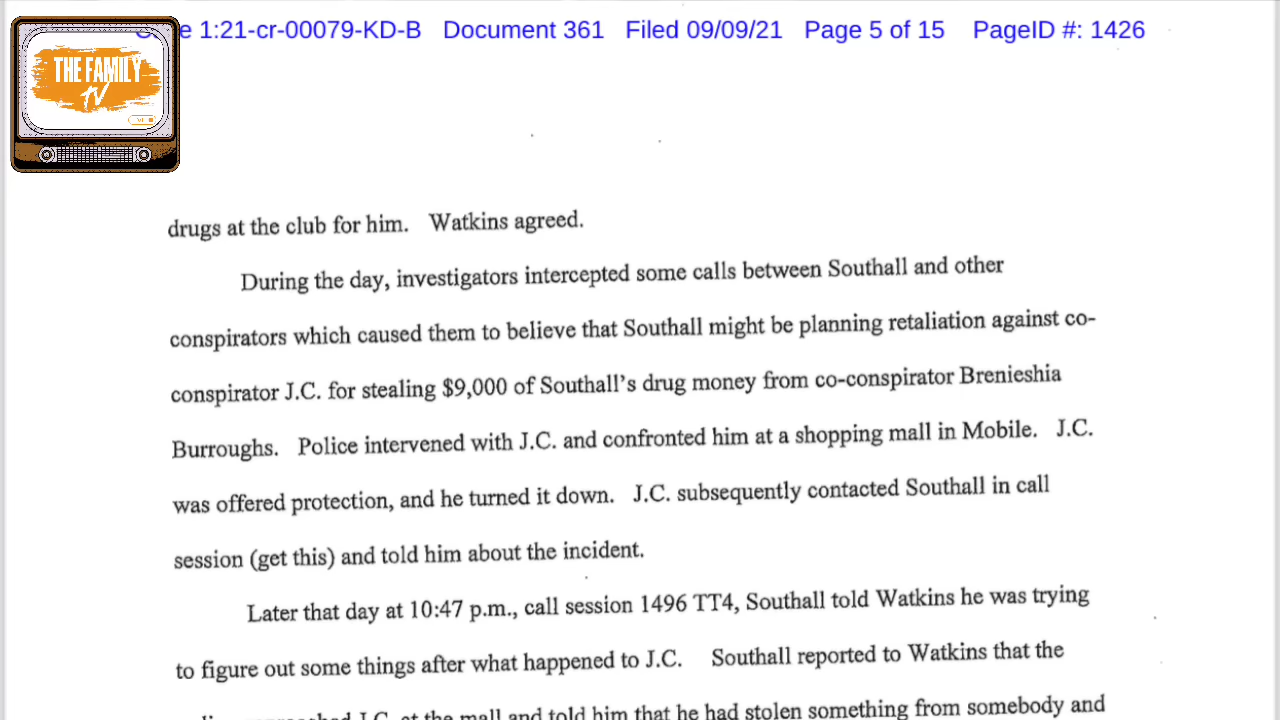 e 1:21-cr-00079-KD-B Document 361 Filed 09/09/21 Page 5 of 15 PageID #: 1426
THE FAMILY
TV
drugs at the club for him. Watkins agreed.
During the day, investigators intercepted some calls between Southall and other
conspirators which caused them to believe that Southall might be planning retaliation against co-
conspirator J.C. for stealing $9,000 of Southall's drug money from co-conspirator Brenieshia
Burroughs. Police intervened with J.C. and confronted him at a shopping mall in Mobile. J.C.
was offered protection, and he turned it down. J.C. subsequently contacted Southall in call
session (get this) and told him about the incident.
Later that day at 10:47 p.m., call session 1496 TT4, Southall told Watkins he was trying
to figure out some things after what happened to J.C. Southall reported to Watkins that the
J.C. at the mall and told him that he had stolen something from somebody and